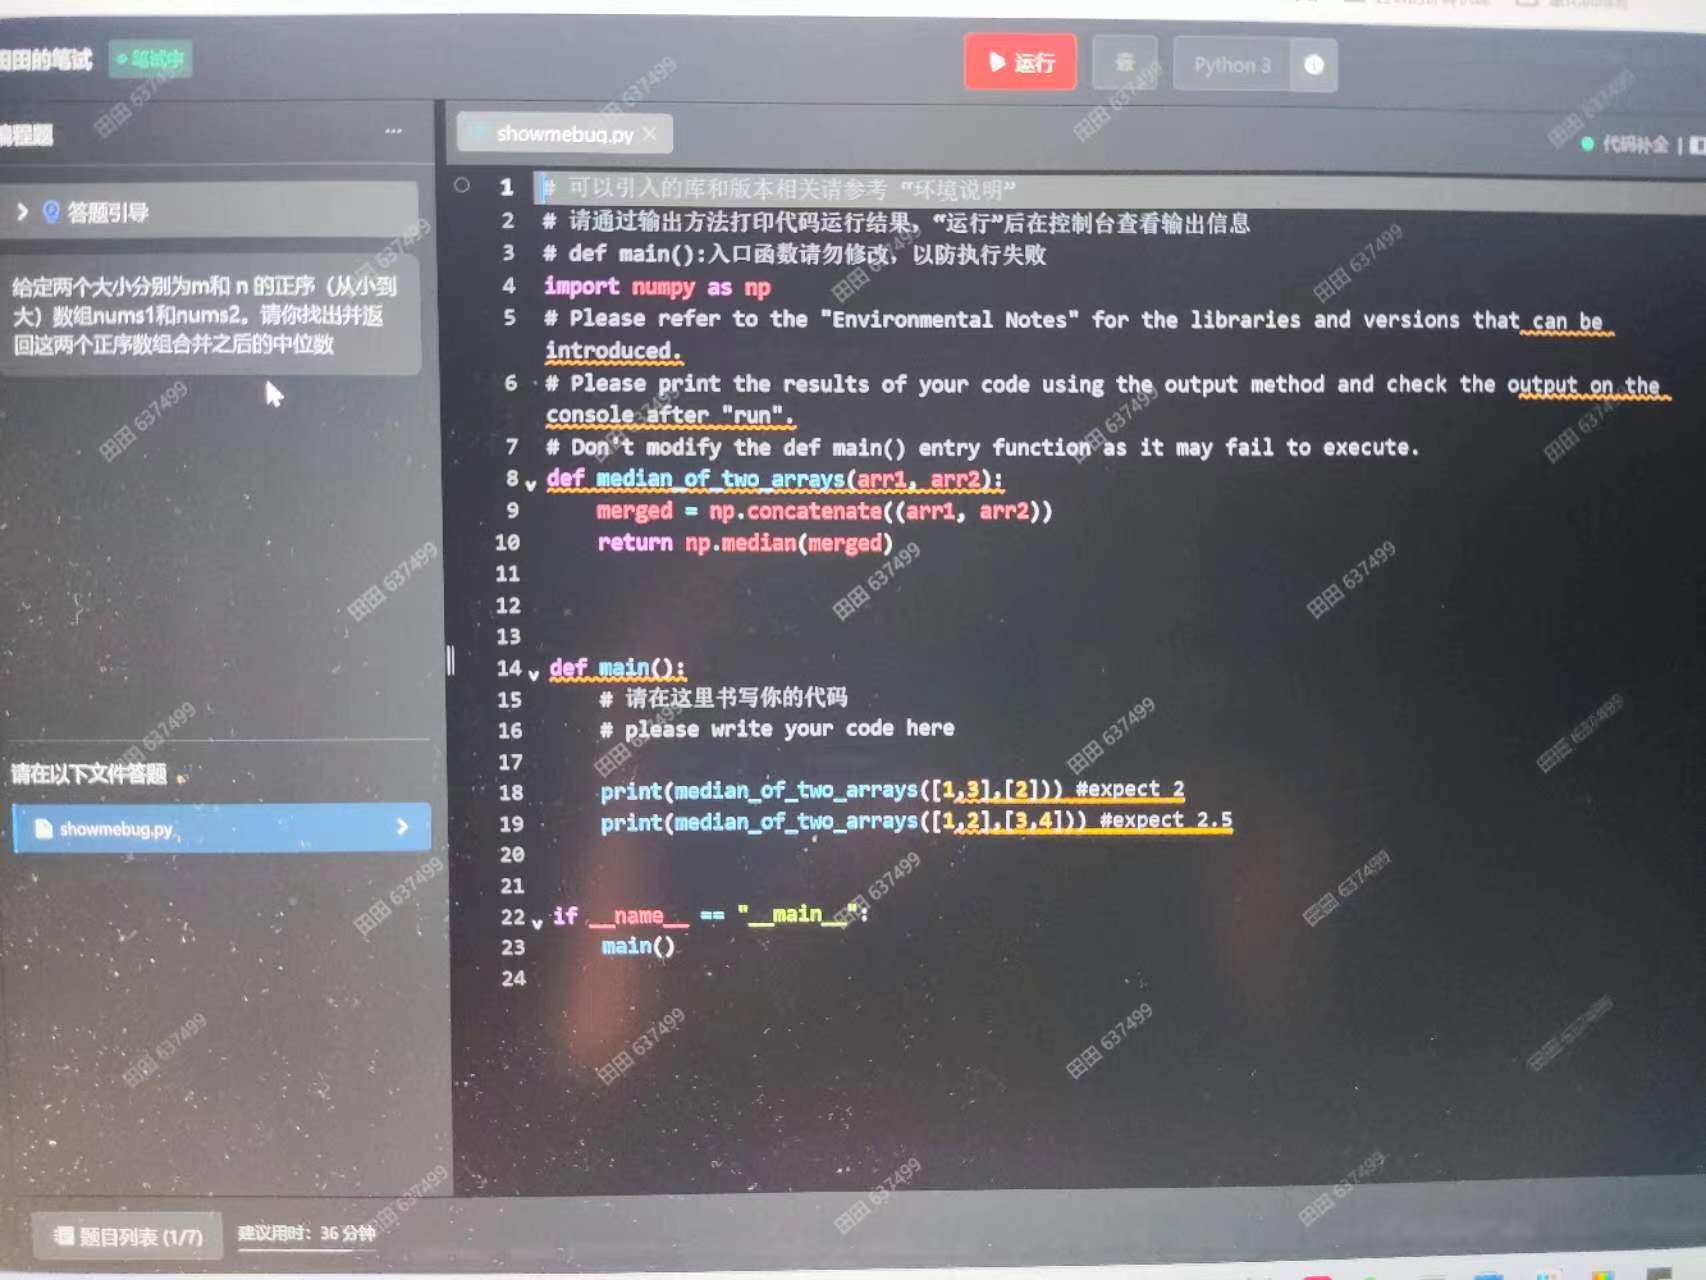 田田的笔试
笔试中
运行
Python 3
编程题
showmebug.py
代码补全
答题引导
给定两个大小分别为m和 n 的正序（从小到
大）数组nums1和nums2。请你找出并返
回这两个正序数组合并之后的中位数
请在以下文件答题
showmebug.py
1 # 可以引入的库和版本相关请参考 “环境说明”
2 # 请通过输出方法打印代码运行结果，“运行”后在控制台查看输出信息
3 # def main():入口函数请勿修改，以防执行失败
4 import numpy as np
5 # Please refer to the "Environmental Notes" for the libraries and versions that can be
introduced.
6 # Please print the results of your code using the output method and check the output on the
console after "run".
7 # Don't modify the def main() entry function as it may fail to execute.
8 def median_of_two_arrays(arr1, arr2):
9 merged = np.concatenate((arr1, arr2))
10 return np.median(merged)
11
12
13
14 def main():
15 # 请在这里书写你的代码
16 # please write your code here
17
18 print(median_of_two_arrays([1,3],[2])) #expect 2
19 print(median_of_two_arrays([1,2],[3,4])) #expect 2.5
20
21
22 if __name__ == "__main__":
23 main()
24
题目列表 (1/7)
建议用时：36 分钟
田田 637499